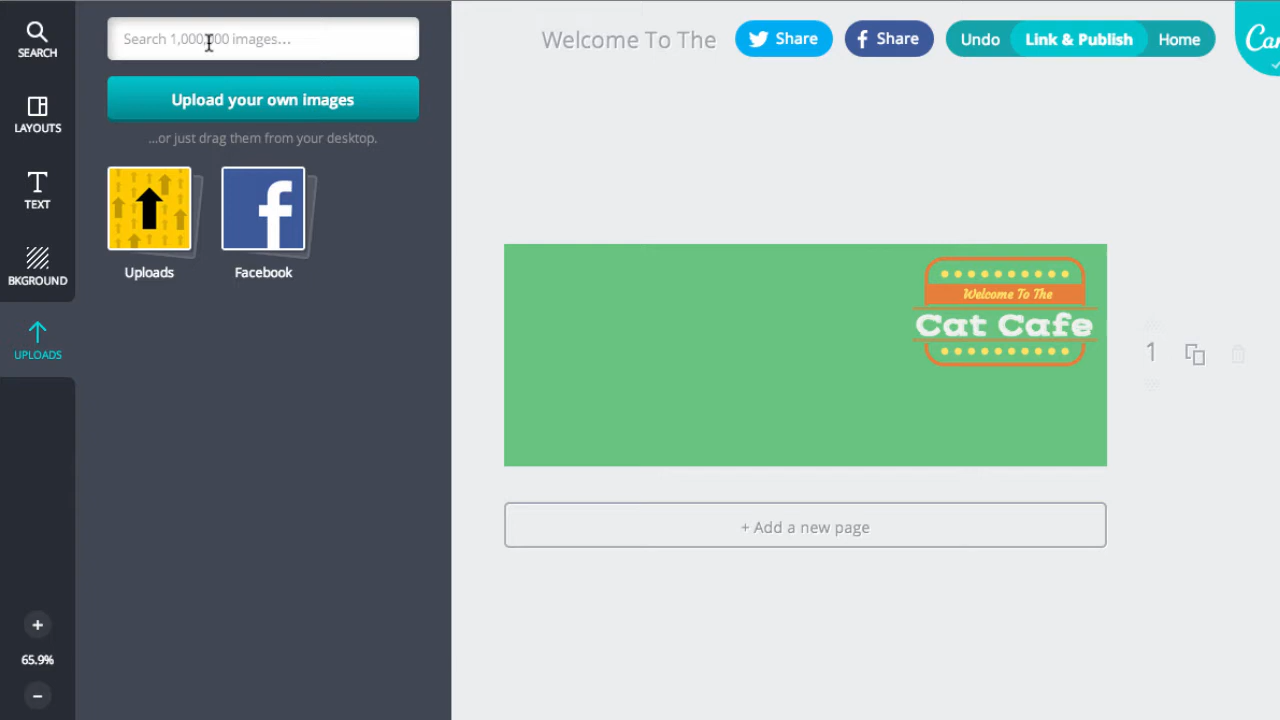 SEARCH
LAYOUTS
TEXT
BKGROUND
UPLOADS
65.9%
Search 1,000,000 images...
Upload your own images
...or just drag them from your desktop.
Uploads
Facebook
Welcome To The
Share
Share
Undo
Link & Publish
Home
Welcome To The
Cat Cafe
1
+ Add a new page